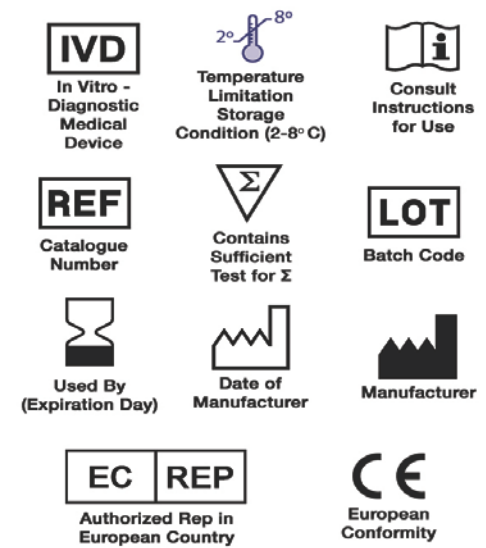 IVD
In Vitro -
Diagnostic
Medical
Device
2° 8°
Temperature
Limitation
Storage
Condition (2-8°C)
i
Consult
Instructions
for Use
REF
Catalogue
Number
Σ
Contains
Sufficient
Test for Σ
LOT
Batch Code
Used By
(Expiration Day)
Date of
Manufacturer
Manufacturer
EC REP
Authorized Rep in
European Country
CE
European
Conformity